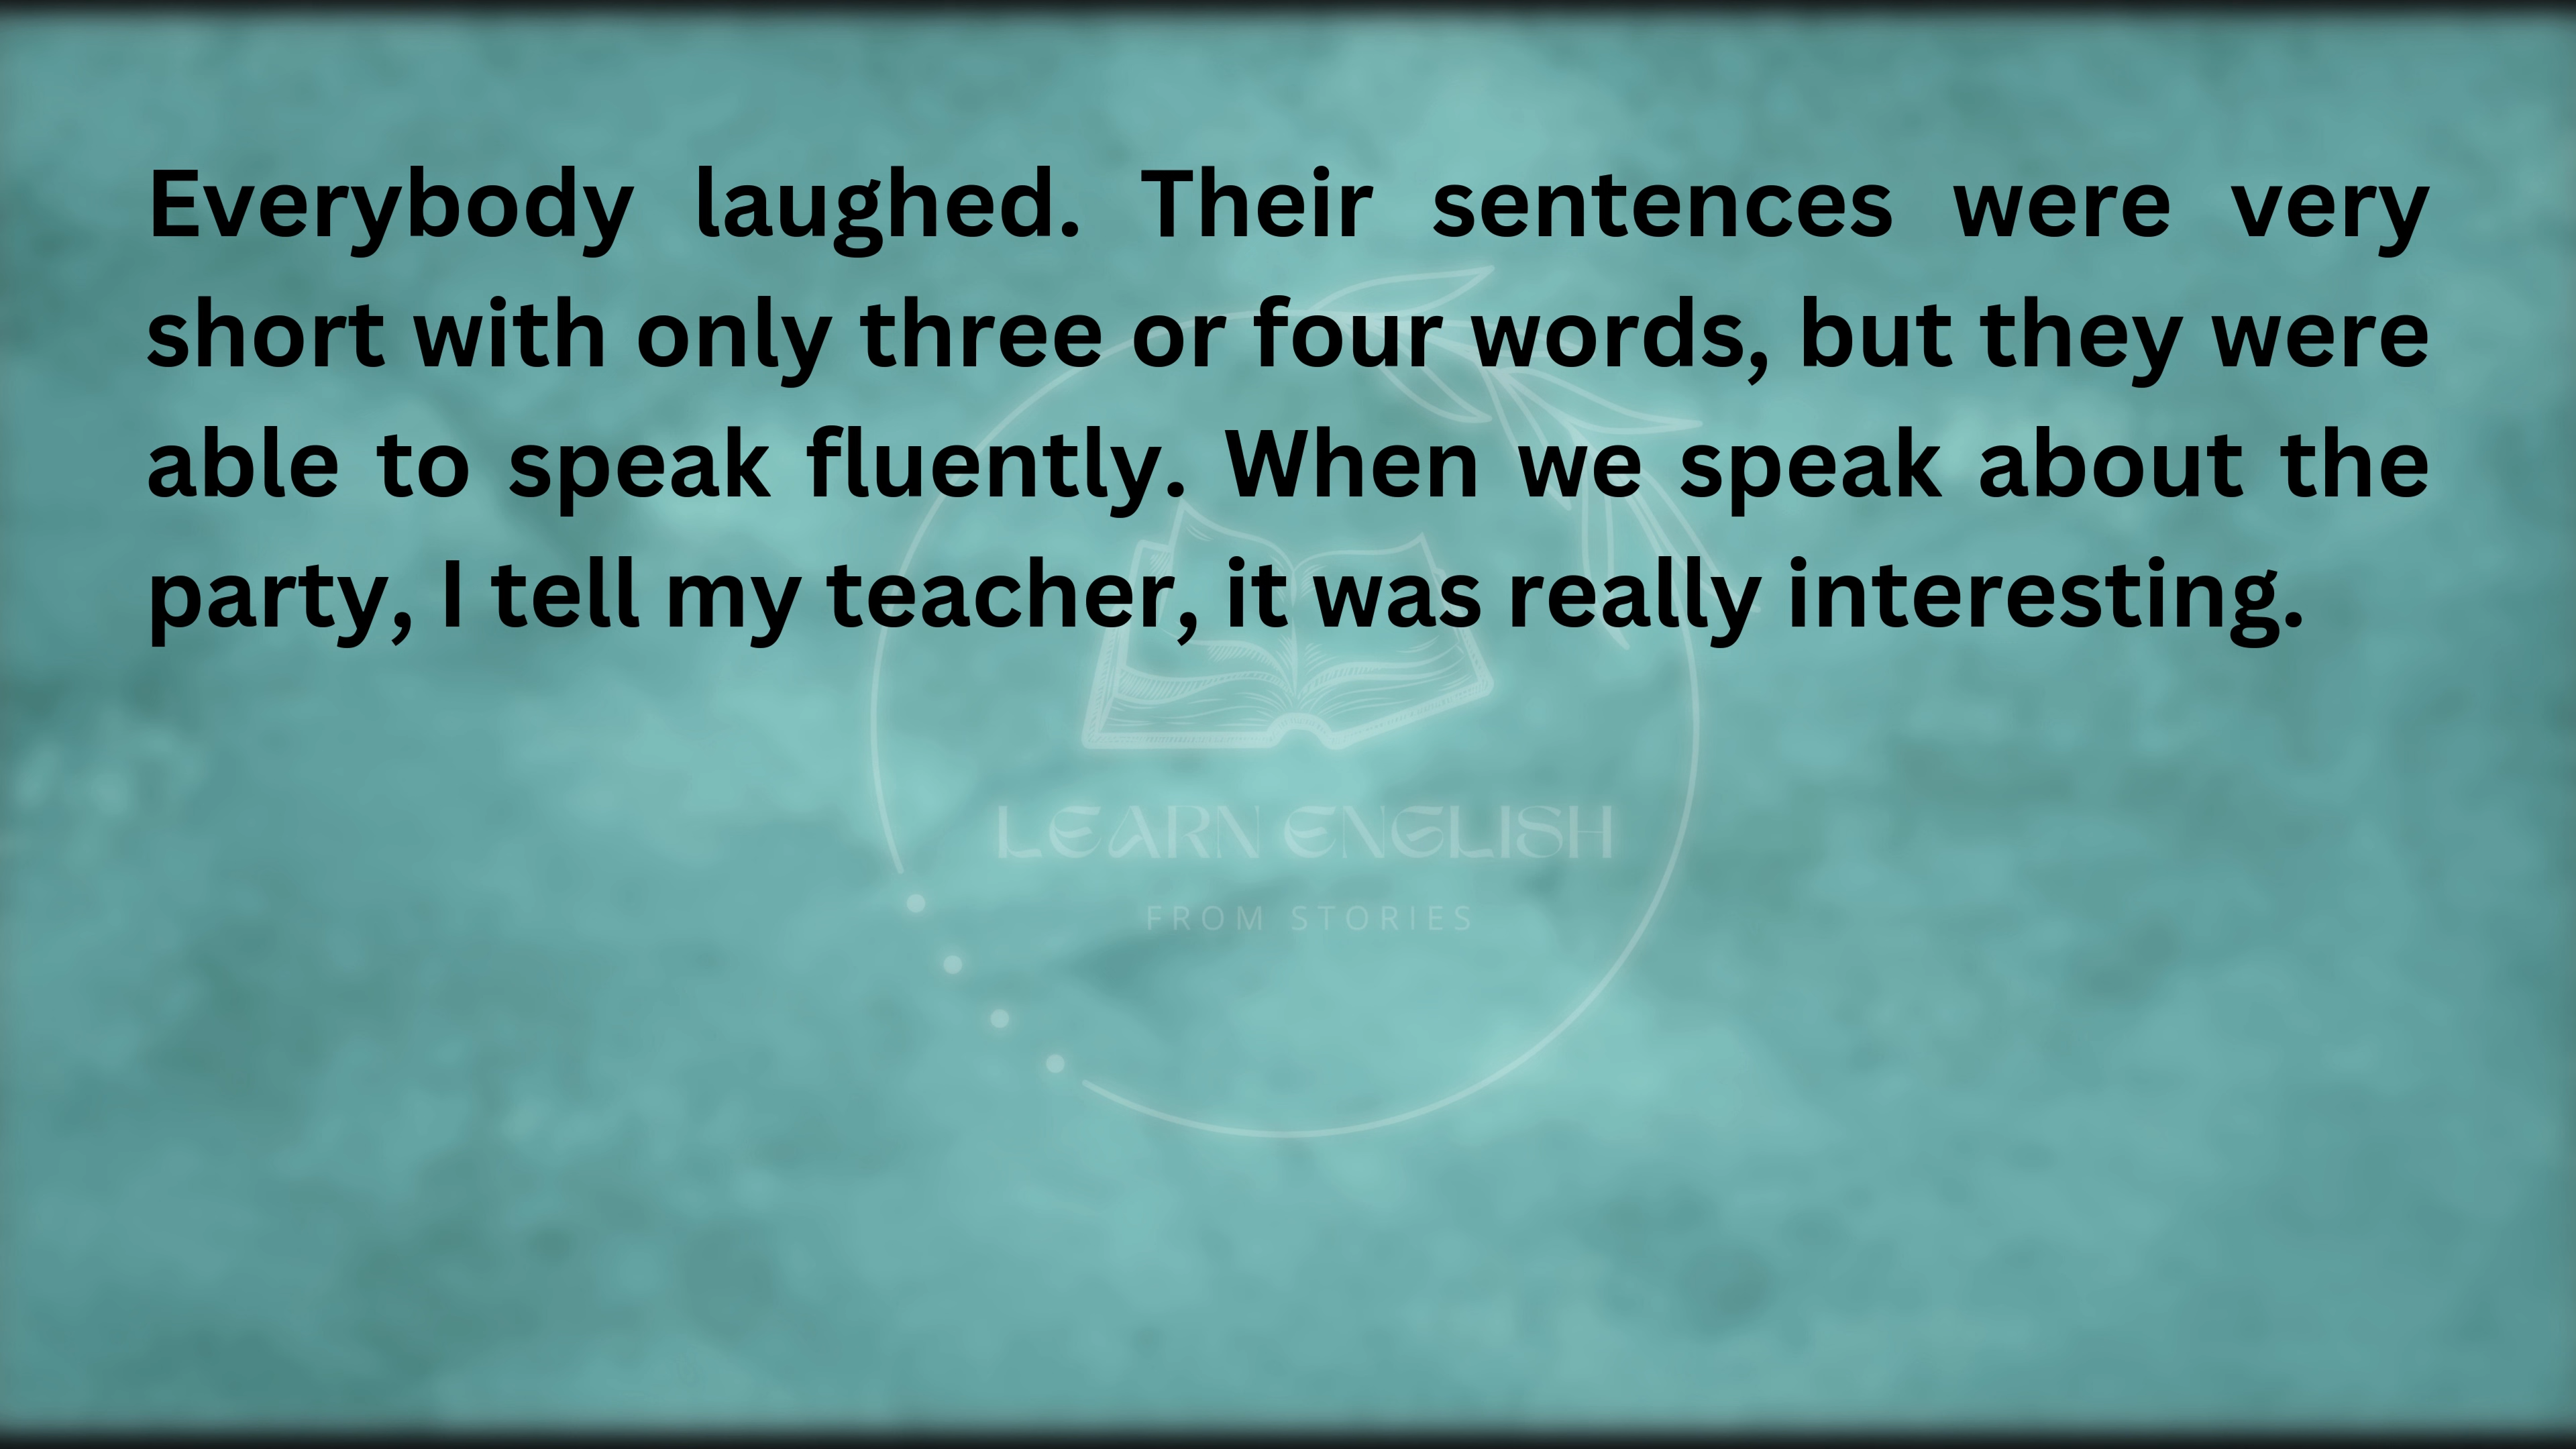 Everybody laughed. Their sentences were very
short with only three or four words, but they were
able to speak fluently. When we speak about the
party, I tell my teacher, it was really interesting.
LEARN ENGLISH
FROM STORIES